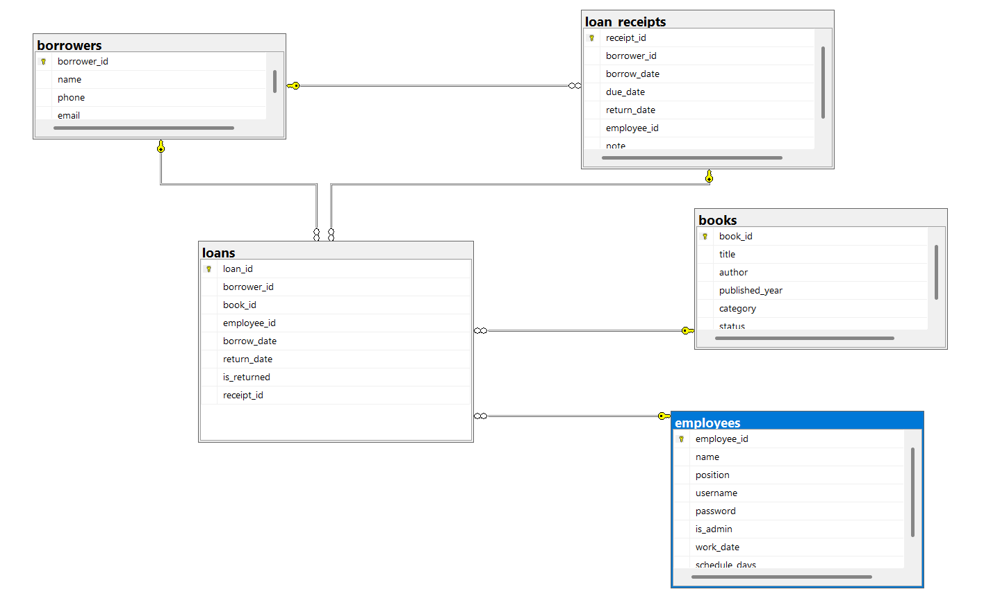 borrowers
borrower_id
name
phone
email
loan_receipts
receipt_id
borrower_id
borrow_date
due_date
return_date
employee_id
note
loans
loan_id
borrower_id
book_id
employee_id
borrow_date
return_date
is_returned
receipt_id
books
book_id
title
author
published_year
category
status
employees
employee_id
name
position
username
password
is_admin
work_date
schedule_days